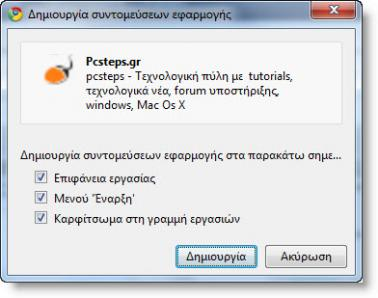 Δημιουργία συντομεύσεων εφαρμογής
Pcsteps.gr
pcsteps - Τεχνολογική πύλη με tutorials,
τεχνολογικά νέα, forum υποστήριξης,
windows, Mac Os X
Δημιουργία συντομεύσεων εφαρμογής στα παρακάτω σημε...
Επιφάνεια εργασίας
Μενού 'Έναρξη'
Καρφίτσωμα στη γραμμή εργασιών
Δημιουργία
Ακύρωση